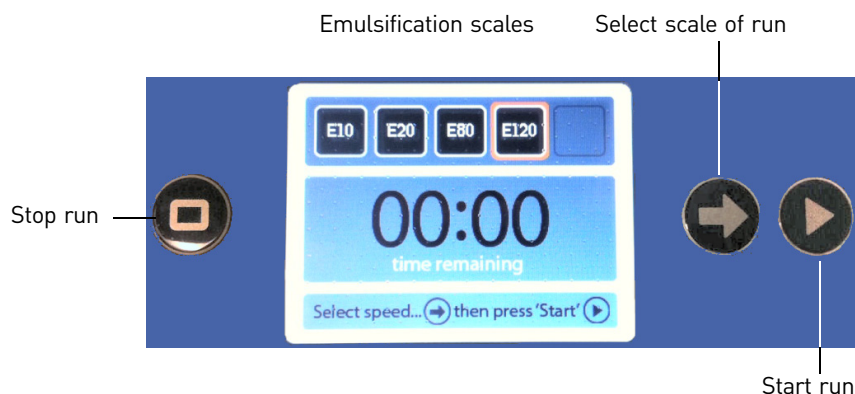 Emulsification scales
Select scale of run
E10 E20 E80 E120
Stop run
00:00
time remaining
Select speed... then press 'Start'
Start run